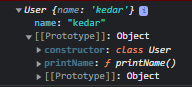 User {name: 'kedar'} i
name: "kedar"
[[Prototype]]: Object
constructor: class User
printName: ƒ printName()
[[Prototype]]: Object